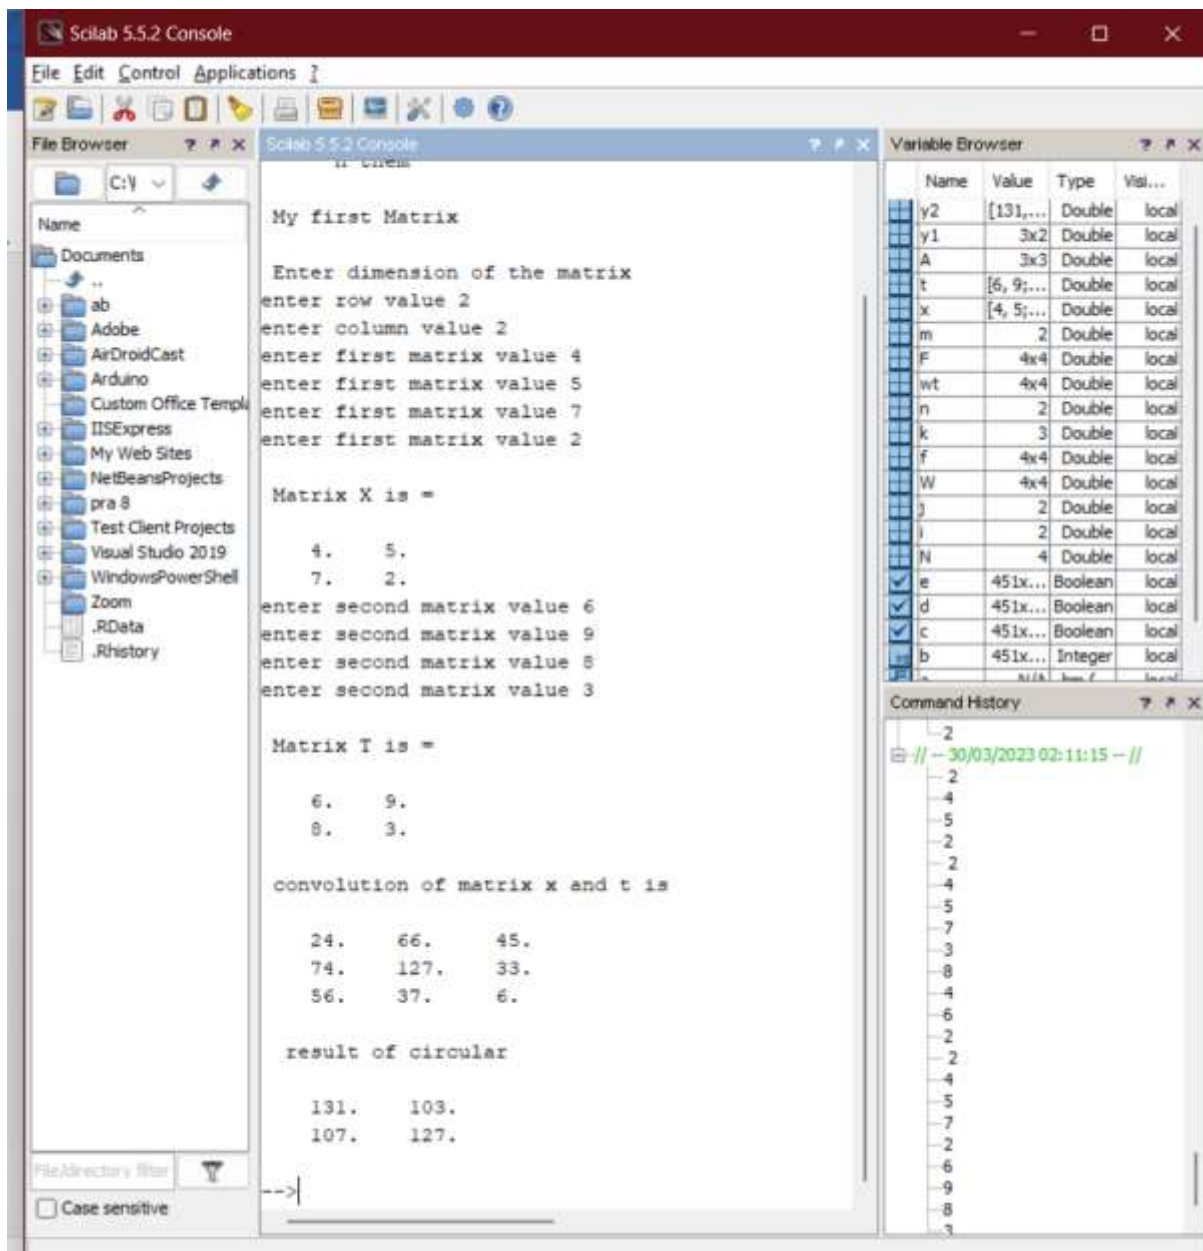 Scilab 5.5.2 Console
File Edit Control Applications ?
File Browser
C:\
Name
Documents
..
ab
Adobe
AirDroidCast
Arduino
Custom Office Templa
IISExpress
My Web Sites
NetBeansProjects
pra 8
Test Client Projects
Visual Studio 2019
WindowsPowerShell
Zoom
.RData
.Rhistory
File/directory filter
Case sensitive
Scilab 5.5.2 Console
My first Matrix
Enter dimension of the matrix
enter row value 2
enter column value 2
enter first matrix value 4
enter first matrix value 5
enter first matrix value 7
enter first matrix value 2
Matrix X is =
4. 5.
7. 2.
enter second matrix value 6
enter second matrix value 9
enter second matrix value 8
enter second matrix value 3
Matrix T is =
6. 9.
8. 3.
convolution of matrix x and t is
24. 66. 45.
74. 127. 33.
56. 37. 6.
result of circular
131. 103.
107. 127.
-->
Variable Browser
Name Value Type Visi...
y2 [131,... Double local
y1 3x2 Double local
A 3x3 Double local
t [6, 9;... Double local
x [4, 5;... Double local
m 2 Double local
F 4x4 Double local
wt 4x4 Double local
n 2 Double local
k 3 Double local
f 4x4 Double local
W 4x4 Double local
j 2 Double local
i 2 Double local
N 4 Double local
e 451x... Boolean local
d 451x... Boolean local
c 451x... Boolean local
b 451x... Integer local
Command History
2
// -- 30/03/2023 02:11:15 -- //
2
4
5
2
2
4
5
7
3
8
4
6
2
2
4
5
7
2
6
9
8
3